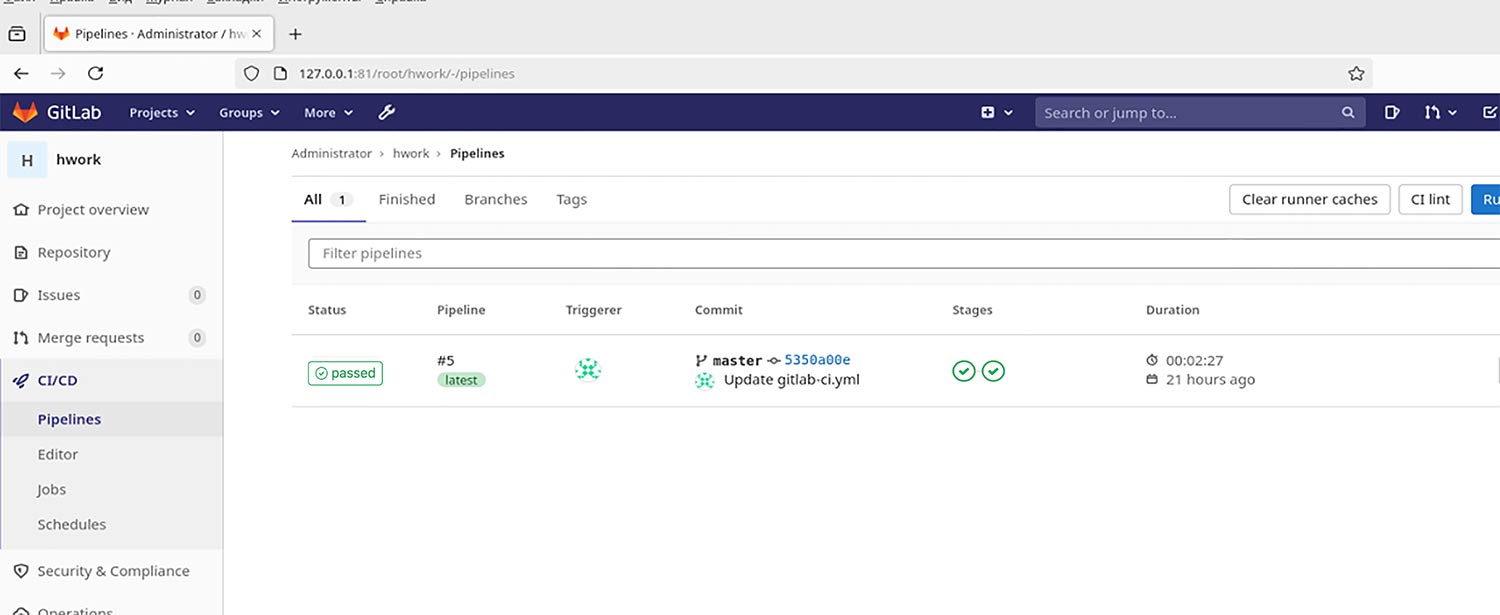 Pipelines · Administrator / hw
127.0.0.1:81/root/hwork/-/pipelines
GitLab Projects Groups More Search or jump to...
H hwork
Administrator › hwork › Pipelines
All 1 Finished Branches Tags Clear runner caches CI lint Ru
Filter pipelines
Project overview
Repository
Issues 0
Merge requests 0
CI/CD
Pipelines
Editor
Jobs
Schedules
Security & Compliance
Operations
Status Pipeline Triggerer Commit Stages Duration
passed #5 master 5350a00e 00:02:27
latest Update gitlab-ci.yml 21 hours ago